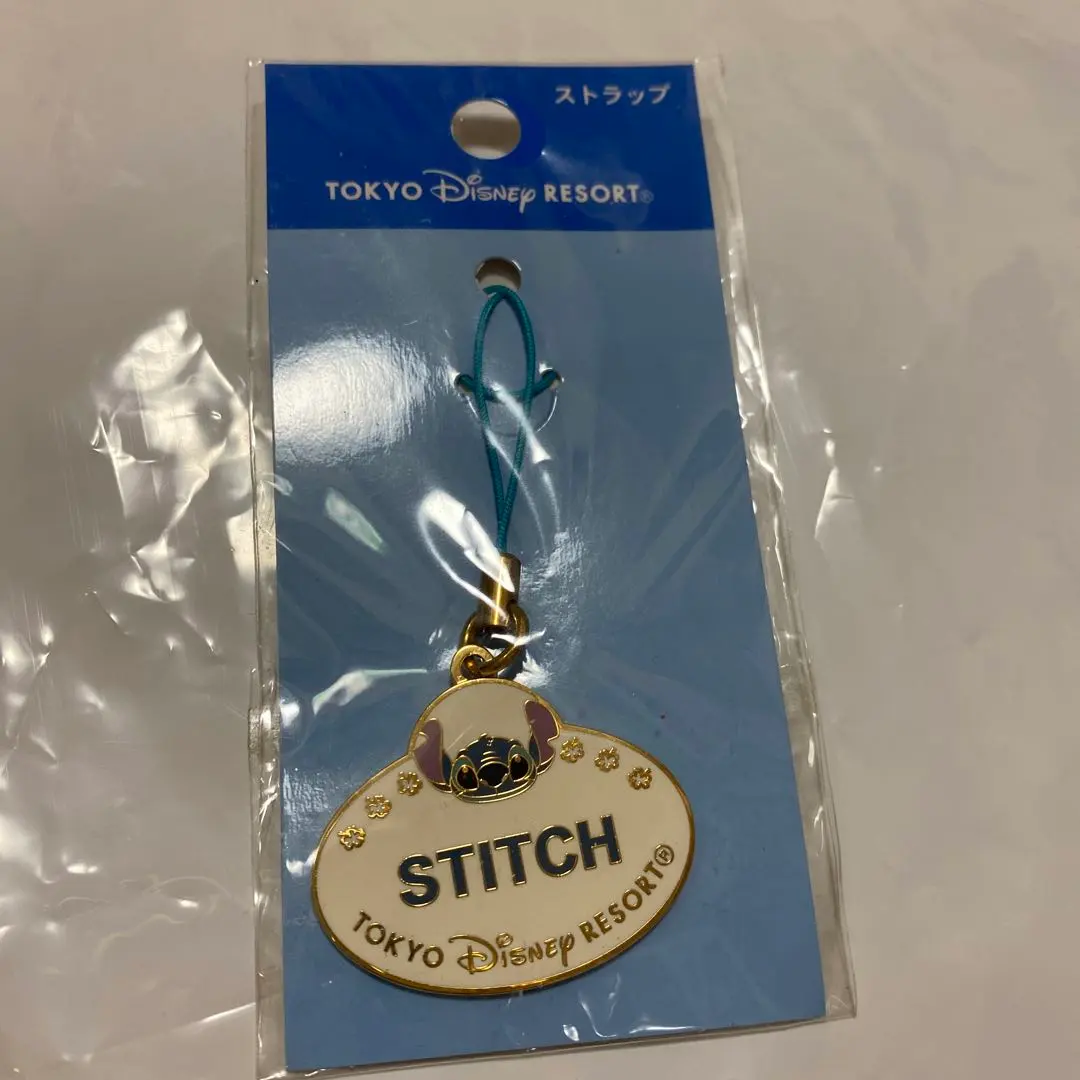 ストラップ
TOKYO Disney RESORT®
STITCH
TOKYO Disney RESORT®